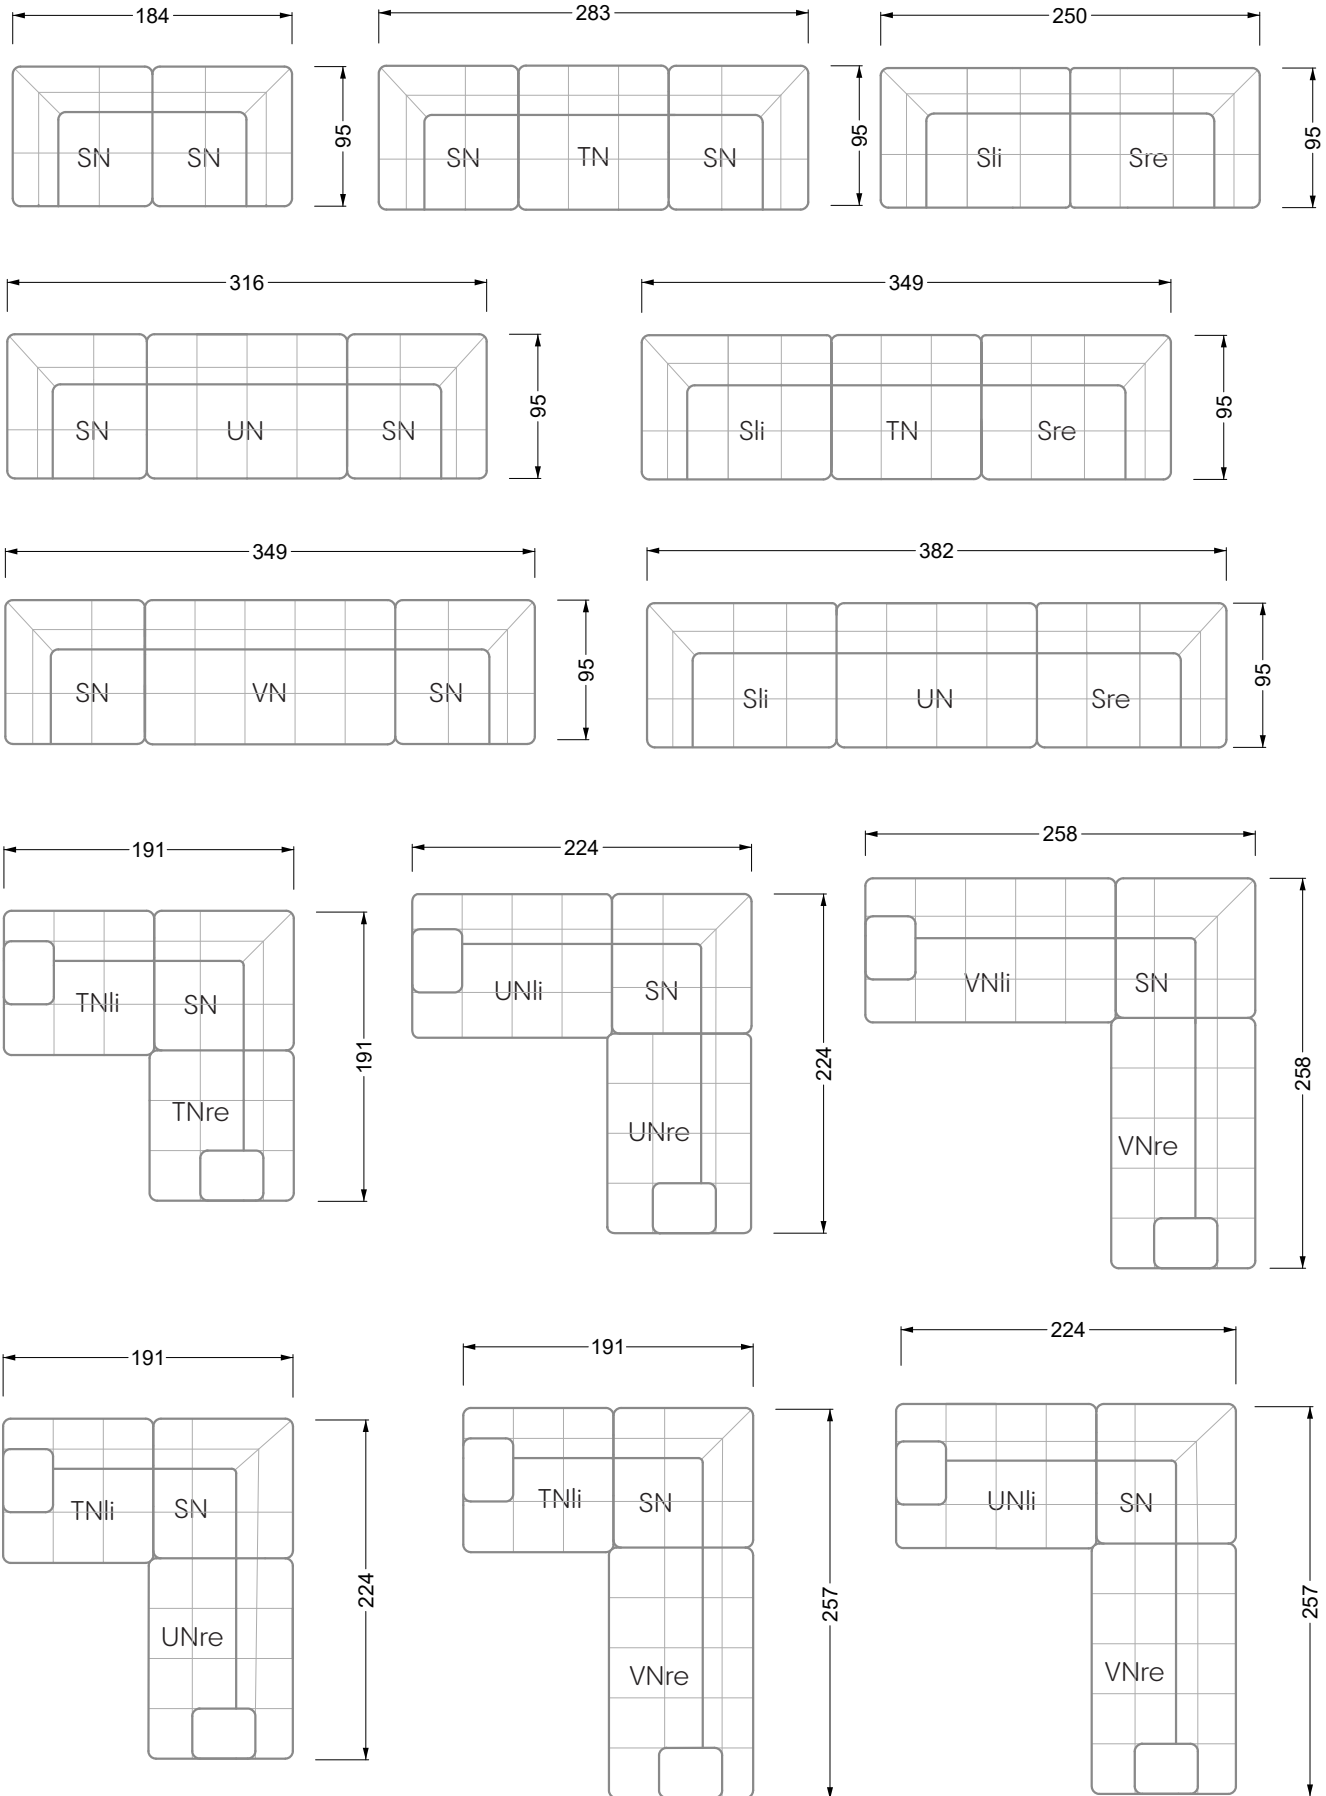 184
283
250
SN SN
95
SN TN SN
95
Sli Sre
95
316
349
SN UN SN
95
Sli TN Sre
95
349
382
SN VN SN
95
Sli UN Sre
95
191
224
258
TNli SN
TNre
191
UNli SN
UNre
224
VNli SN
VNre
258
191
191
224
TNli SN
UNre
224
TNli SN
VNre
257
UNli SN
VNre
257